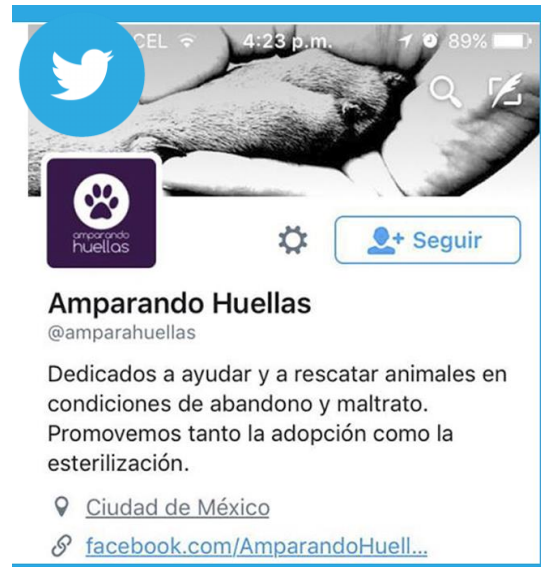 CEL 4:23 p.m. 89%
amparando
huellas
Seguir
Amparando Huellas
@amparahuellas
Dedicados a ayudar y a rescatar animales en
condiciones de abandono y maltrato.
Promovemos tanto la adopción como la
esterilización.
Ciudad de México
facebook.com/AmparandoHuell...